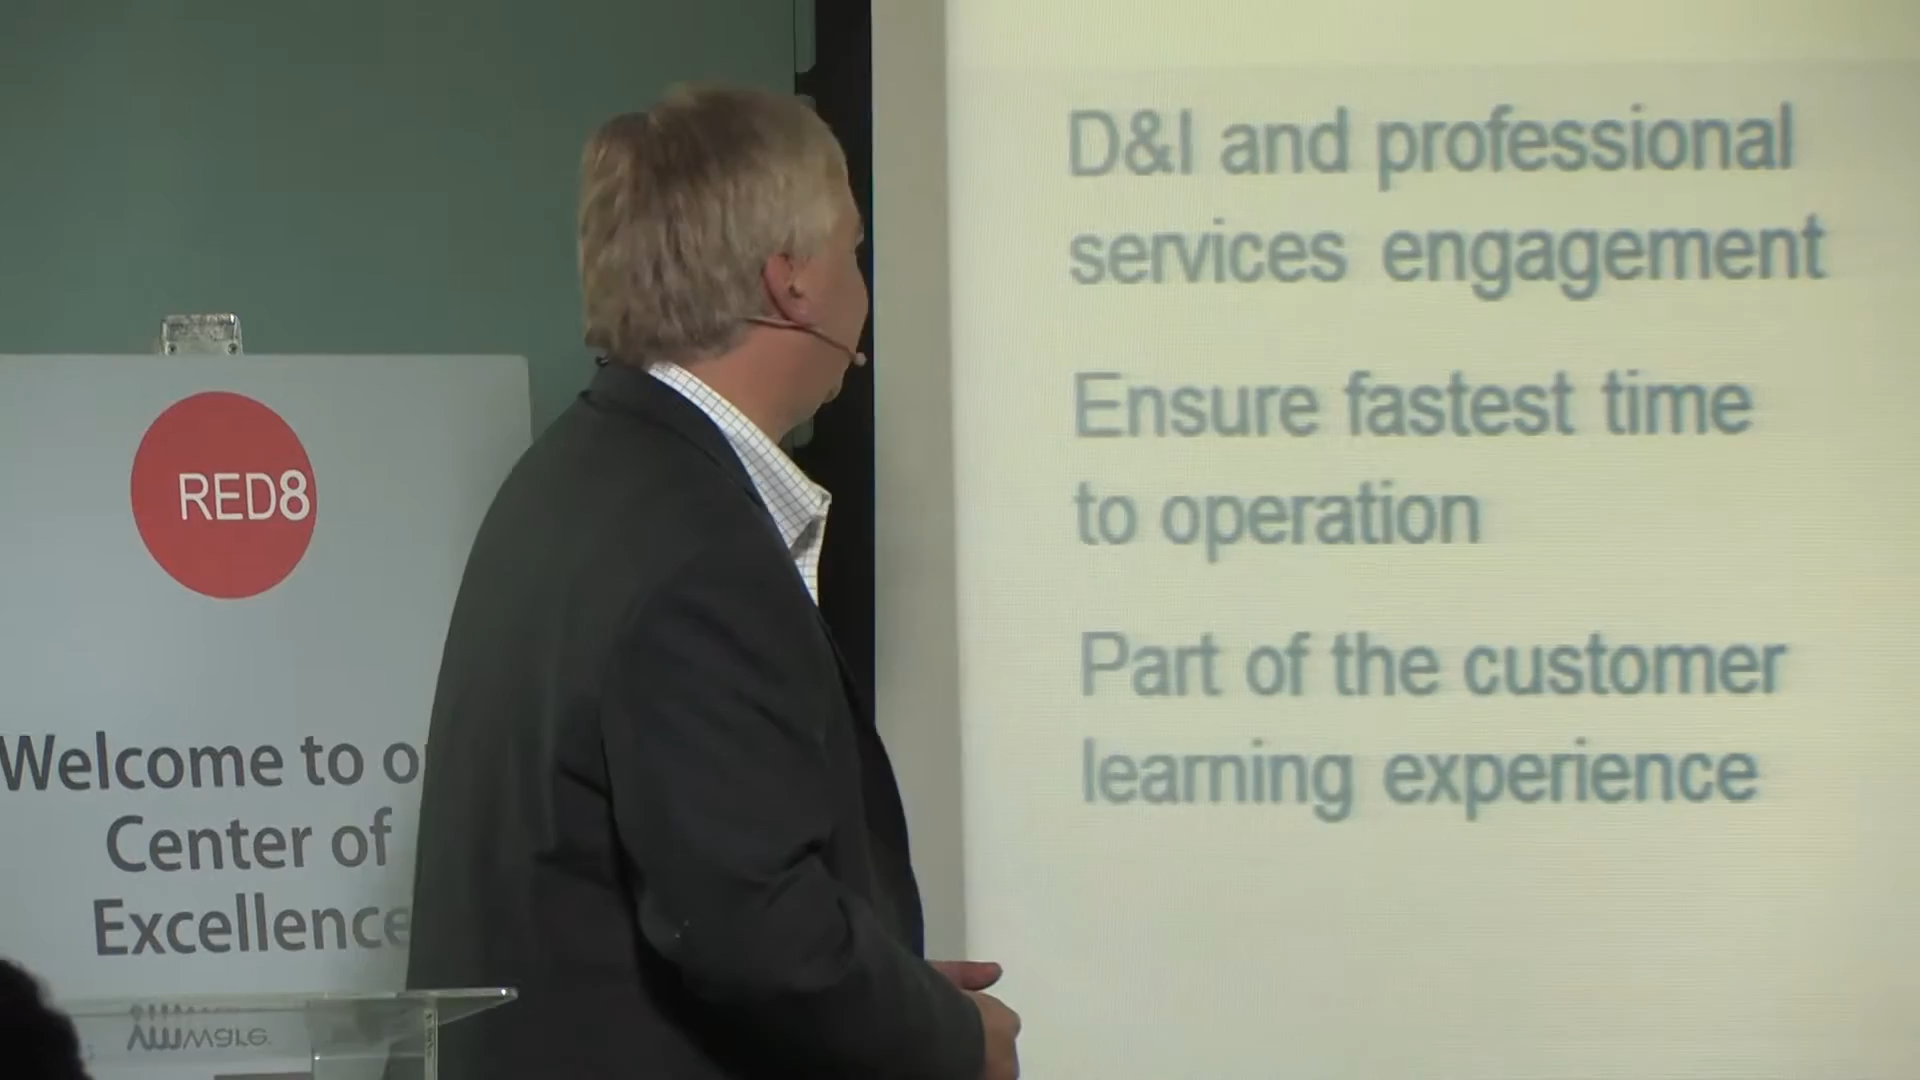 RED8
Welcome to o
Center of
Excellence
vmware
D&I and professional
services engagement
Ensure fastest time
to operation
Part of the customer
learning experience